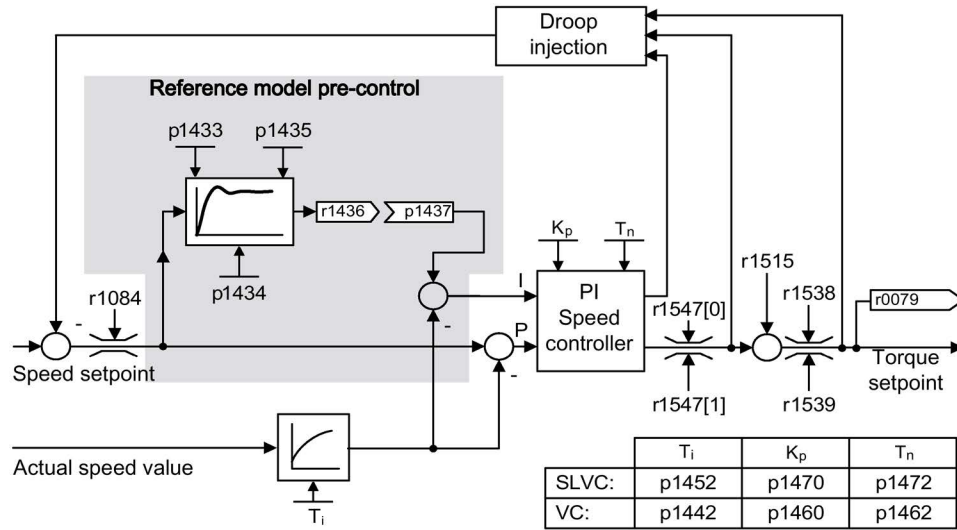 Droop
injection
Reference model pre-control
p1433
p1435
r1436
p1437
p1434
Kp
Tn
r1084
-
-
I
P
-
PI
Speed
controller
r1547[0]
r1547[1]
r1515
r1538
r1539
r0079
Speed setpoint
Torque
setpoint
Actual speed value
Ti
Ti Kp Tn
SLVC: p1452 p1470 p1472
VC: p1442 p1460 p1462